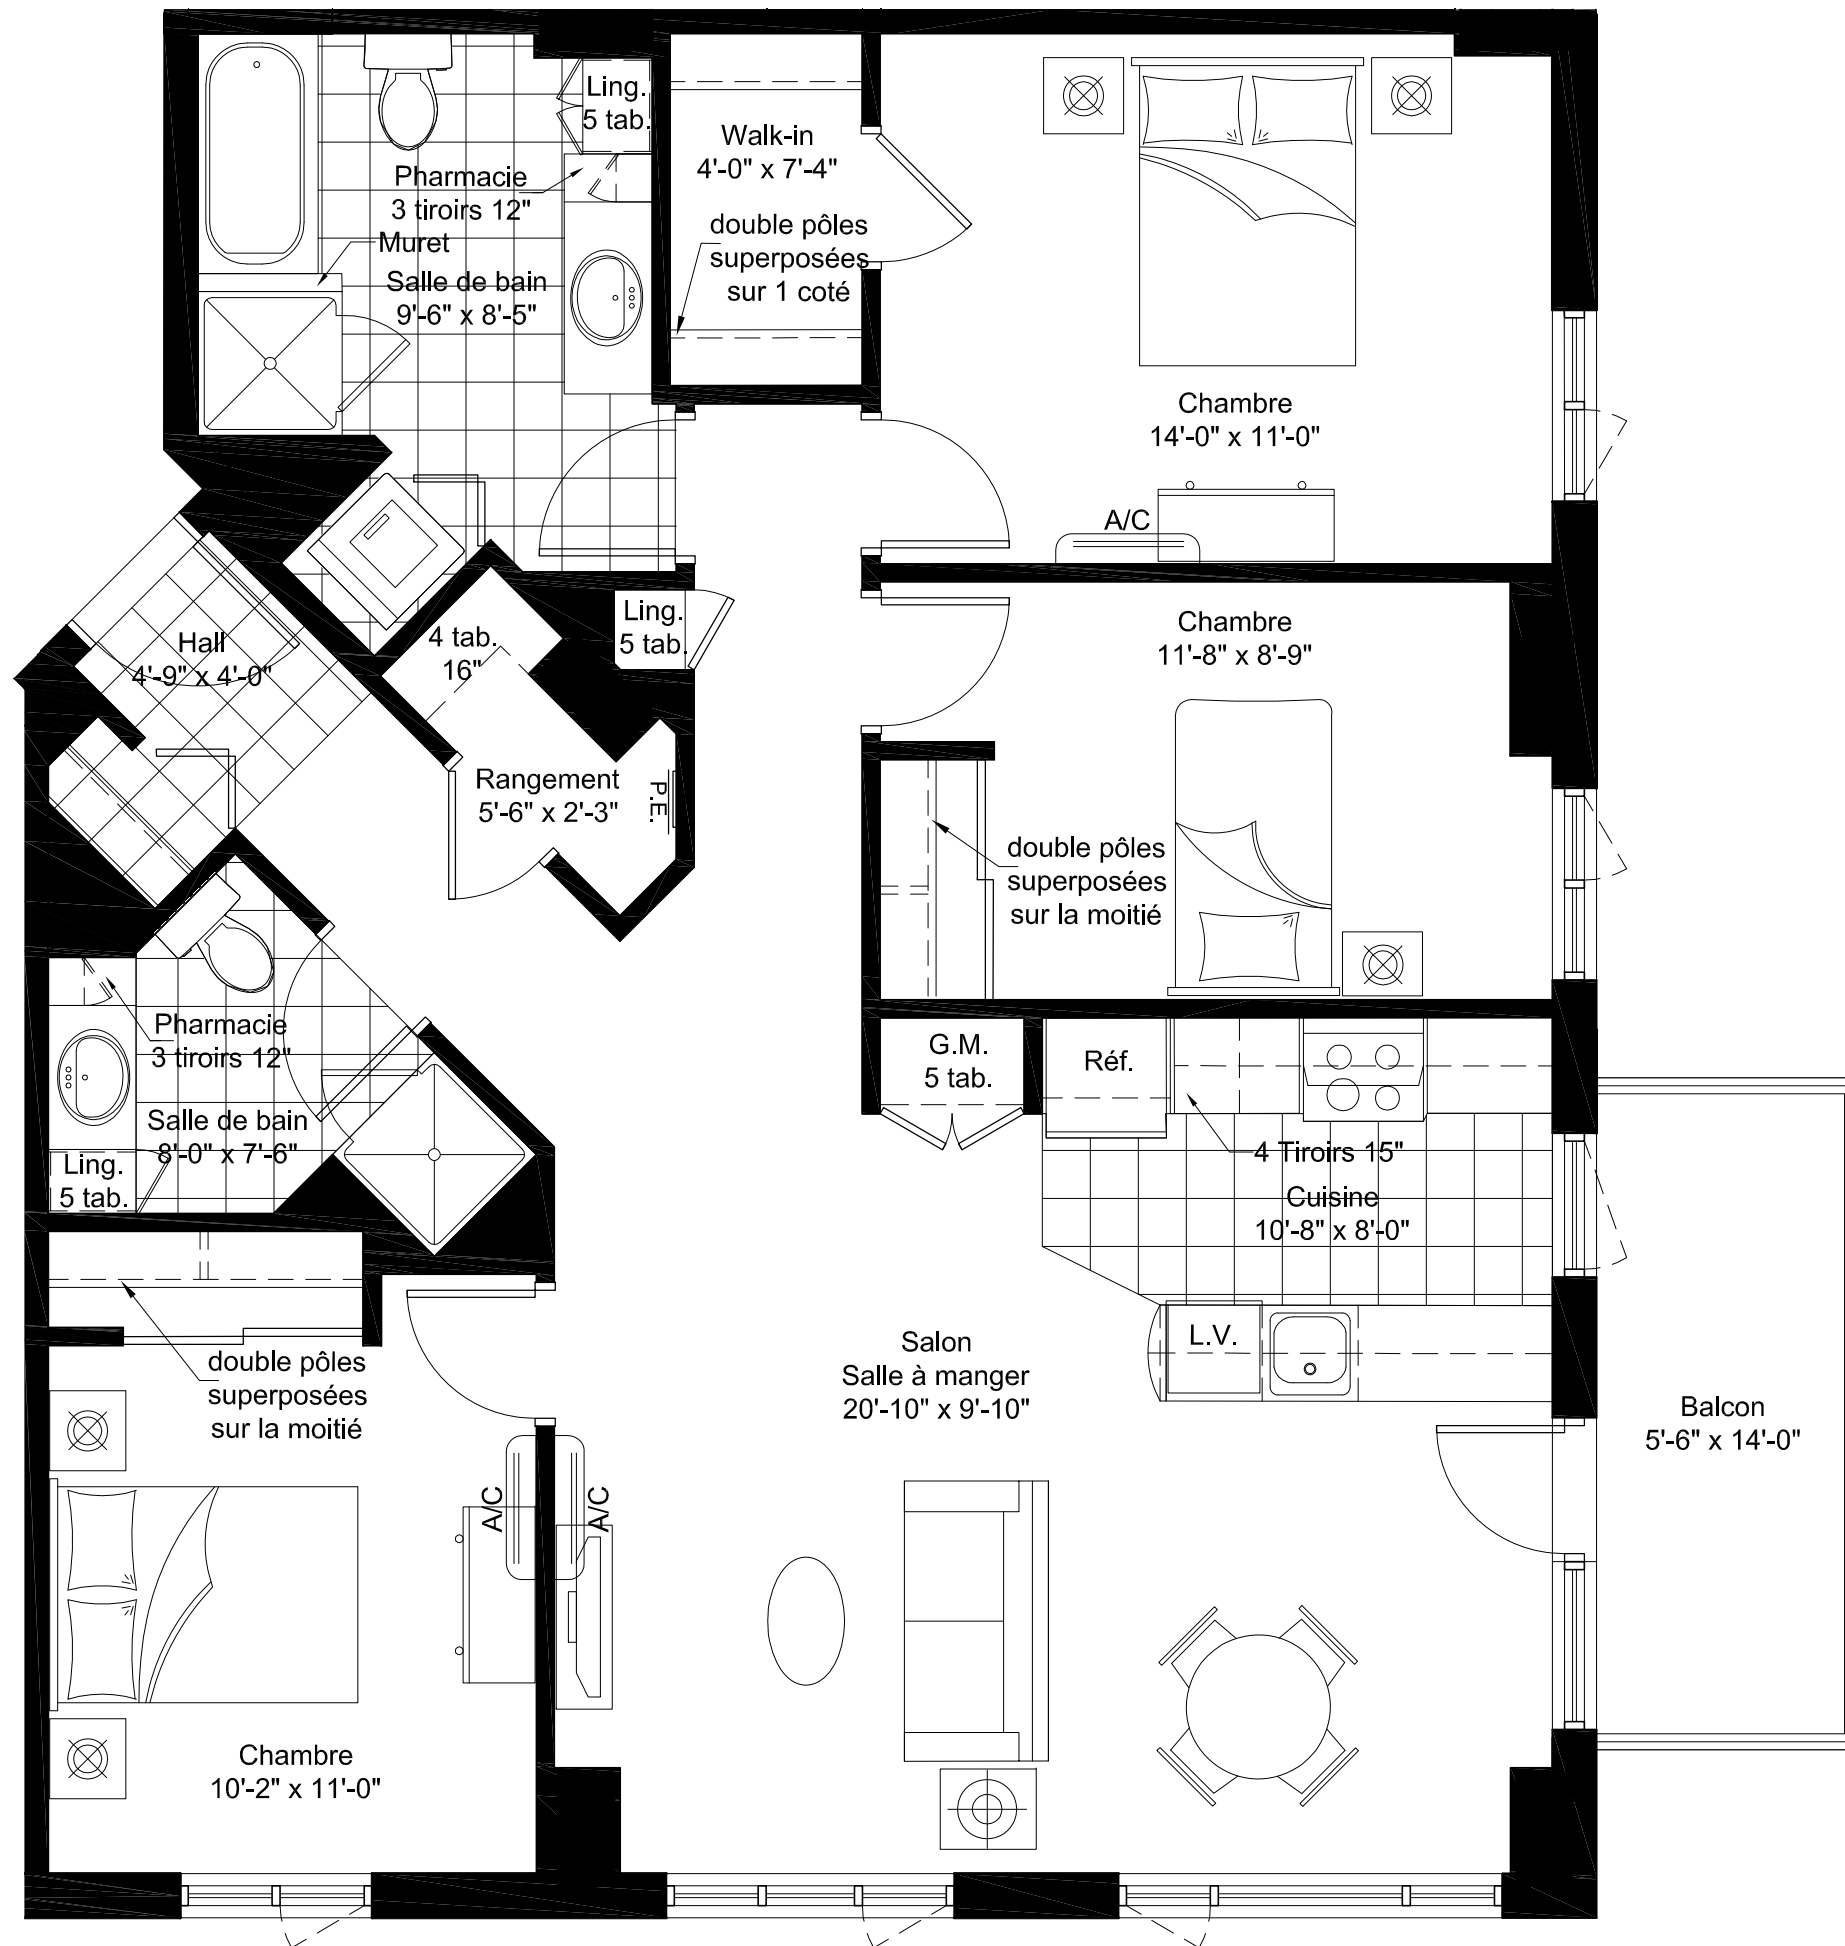 Ling.
5 tab.
Walk-in
4'-0" x 7'-4"
Pharmacie
3 tiroirs 12"
Muret
double pôles
superposées
sur 1 coté
Salle de bain
9'-6" x 8'-5"
Chambre
14'-0" x 11'-0"
A/C
Ling.
5 tab.
Chambre
11'-8" x 8'-9"
Hall
4'-9" x 4'-0"
4 tab.
16"
Rangement
5'-6" x 2'-3"
P.E.
double pôles
superposées
sur la moitié
Pharmacie
3 tiroirs 12"
G.M.
5 tab.
Réf.
Salle de bain
8'-0" x 7'-6"
Ling.
5 tab.
4 Tiroirs 15"
Cuisine
10'-8" x 8'-0"
L.V.
Salon
Salle à manger
20'-10" x 9'-10"
double pôles
superposées
sur la moitié
Balcon
5'-6" x 14'-0"
A/C
A/C
Chambre
10'-2" x 11'-0"